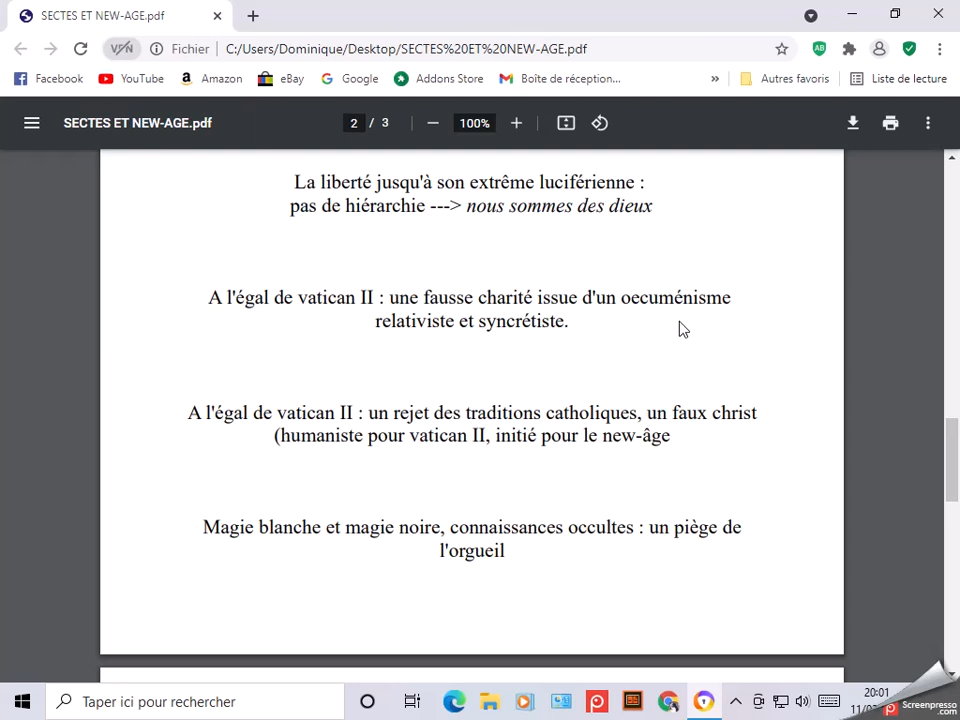 SECTES ET NEW-AGE.pdf
VPN Fichier C:/Users/Dominique/Desktop/SECTES%20ET%20NEW-AGE.pdf AB
Facebook YouTube Amazon eBay Google Addons Store Boîte de réception... » Autres favoris Liste de lecture
SECTES ET NEW-AGE.pdf 2 / 3 100%
La liberté jusqu'à son extrême luciférienne :
pas de hiérarchie ---> nous sommes des dieux
A l'égal de vatican II : une fausse charité issue d'un oecuménisme
relativiste et syncrétiste.
A l'égal de vatican II : un rejet des traditions catholiques, un faux christ
(humaniste pour vatican II, initié pour le new-âge
Magie blanche et magie noire, connaissances occultes : un piège de
l'orgueil
Taper ici pour rechercher
20:01
Screenpresso
.com